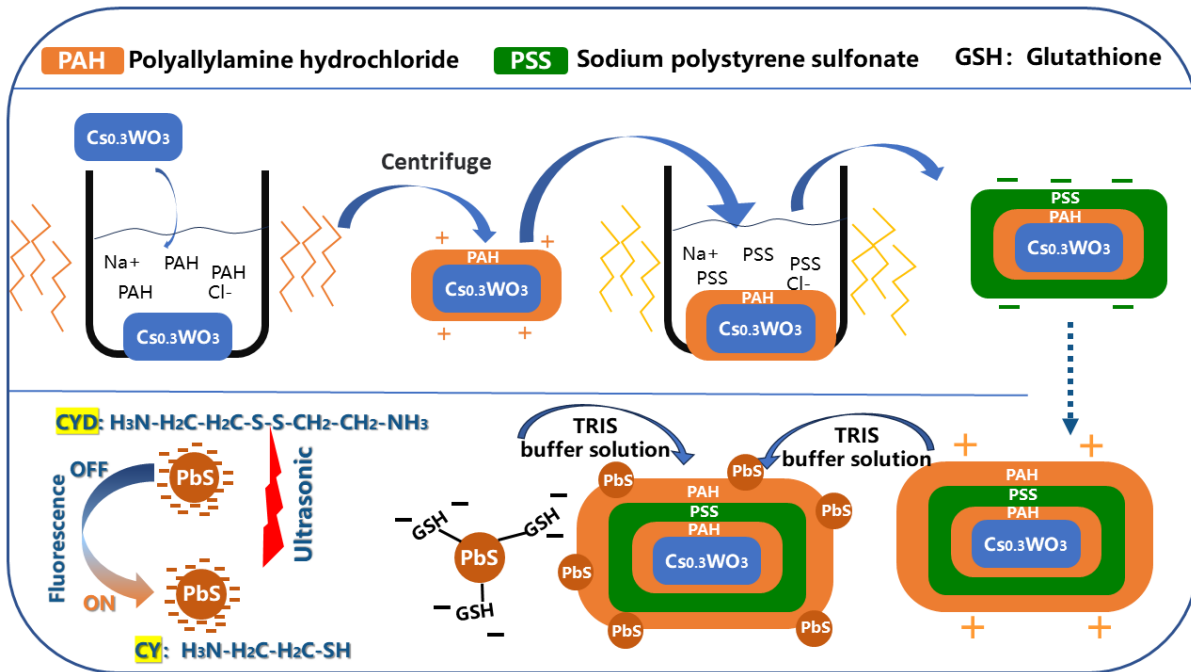 PAH Polyallylamine hydrochloride PSS Sodium polystyrene sulfonate GSH: Glutathione
Cs0.3WO3
Centrifuge
Na+ PAH PAH
PAH Cl-
Cs0.3WO3
PAH
Cs0.3WO3
Na+ PSS PSS
PSS Cl-
PAH
Cs0.3WO3
PSS
PAH
Cs0.3WO3
CYD: H3N-H2C-H2C-S-S-CH2-CH2-NH3
OFF
PbS
Fluorescence
Ultrasonic
PbS
ON
CY: H3N-H2C-H2C-SH
TRIS
buffer solution
TRIS
buffer solution
GSH
GSH
PbS
GSH
PbS
PbS
PbS
PbS
PbS
PbS
PAH
PSS
PAH
Cs0.3WO3
PAH
PSS
PAH
Cs0.3WO3